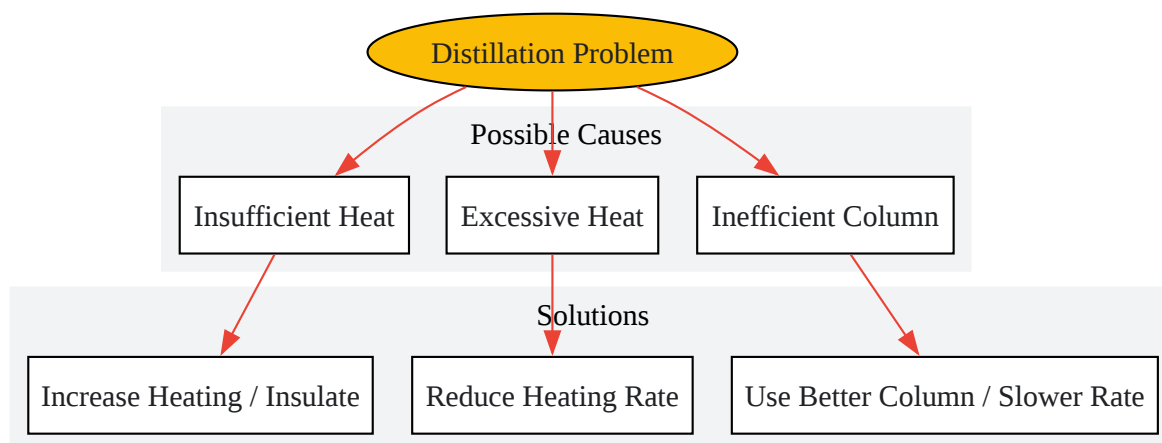 Distillation Problem
Possible Causes
Insufficient Heat
Excessive Heat
Inefficient Column
Solutions
Increase Heating / Insulate
Reduce Heating Rate
Use Better Column / Slower Rate